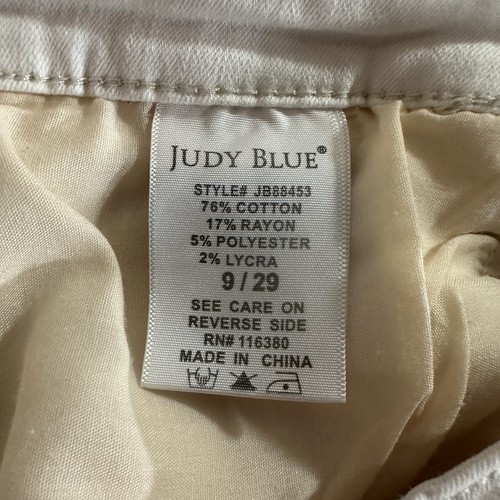 JUDY BLUE®
STYLE# JB88453
76% COTTON
17% RAYON
5% POLYESTER
2% LYCRA
9 / 29
SEE CARE ON
REVERSE SIDE
RN# 116380
MADE IN CHINA